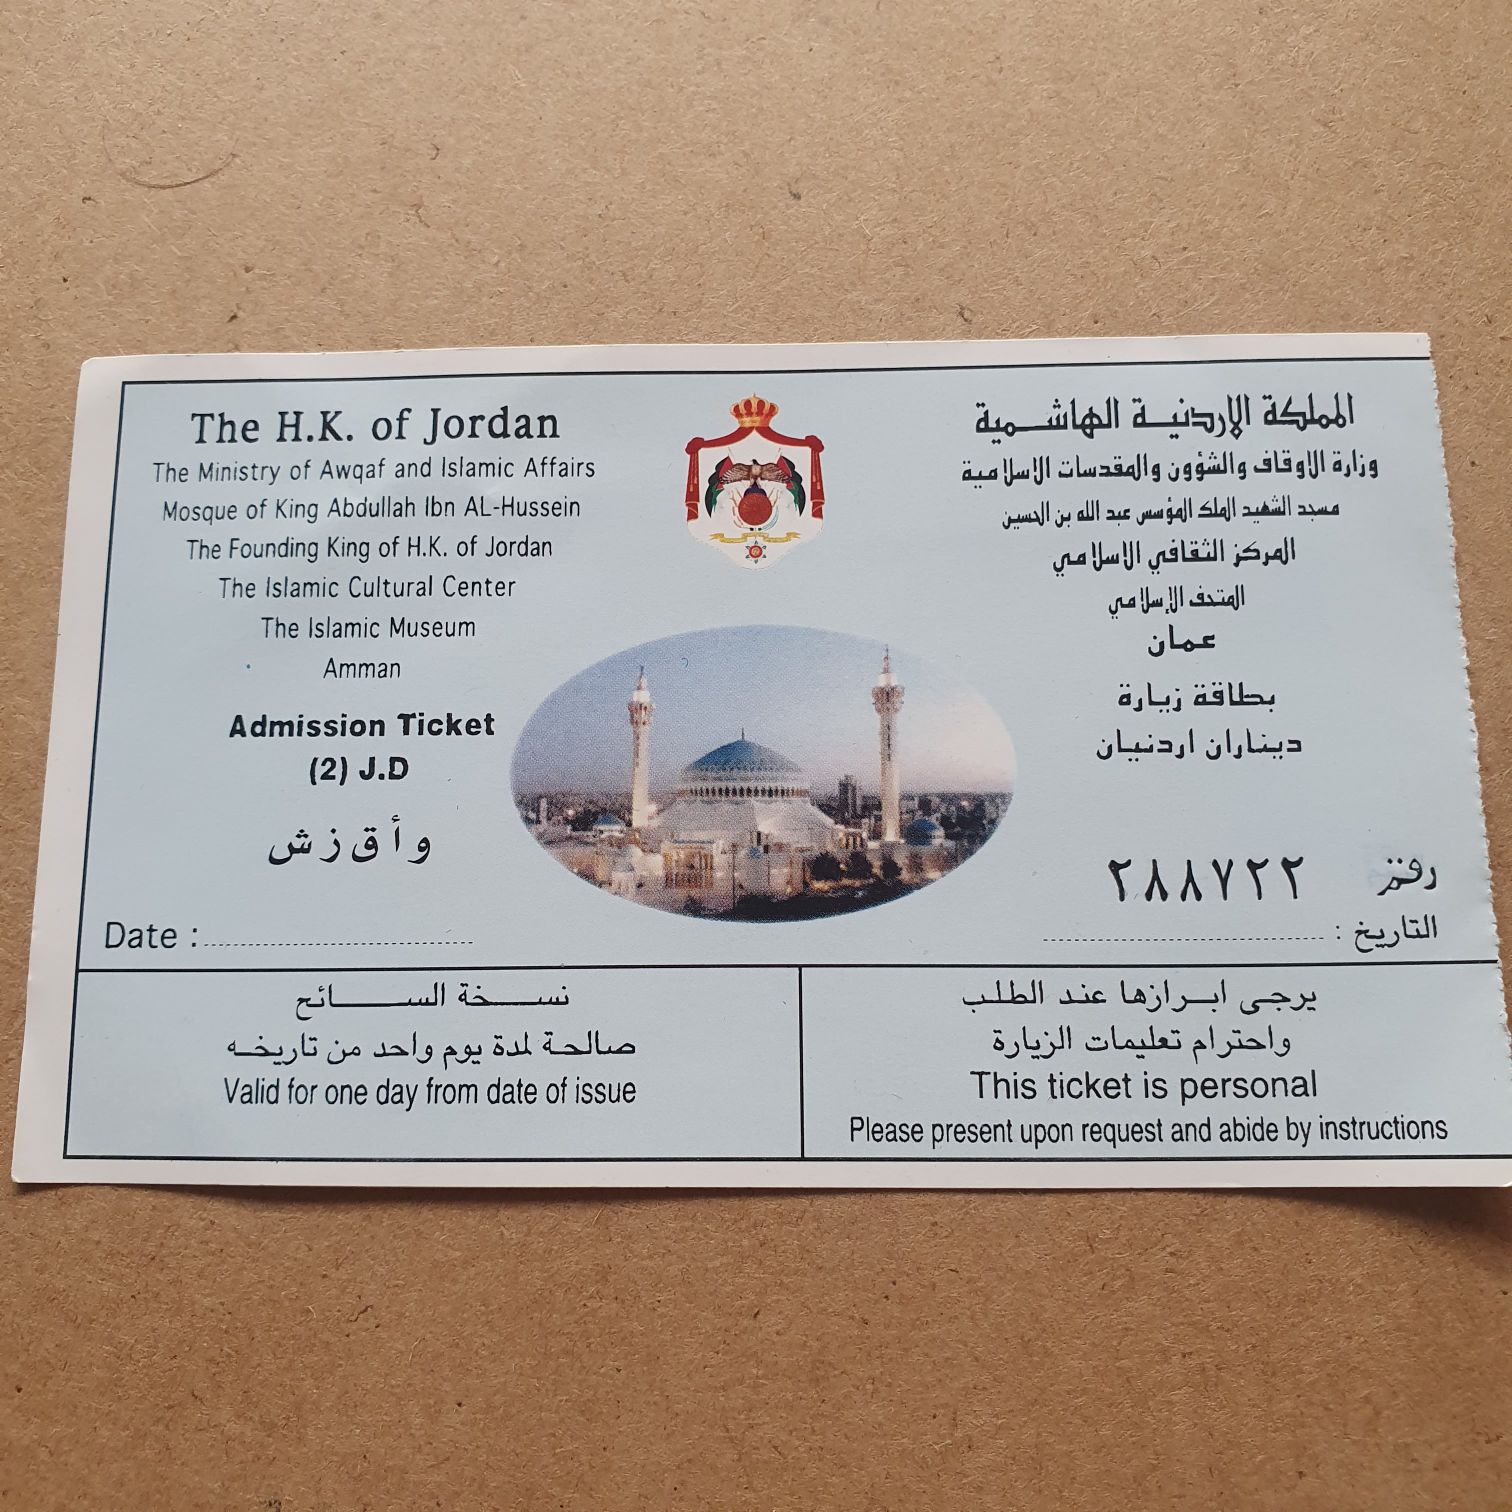 The H.K. of Jordan
The Ministry of Awqaf and Islamic Affairs
Mosque of King Abdullah Ibn AL-Hussein
The Founding King of H.K. of Jordan
The Islamic Cultural Center
The Islamic Museum
Amman
Admission Ticket
(2) J.D
و أ ق ز ش
Date :
المملكة الاردنية الهاشمية
وزارة الاوقاف والشؤون والمقدسات الاسلامية
مسجد الشهيد الملك المؤسس عبد الله بن الحسين
المركز الثقافي الاسلامي
المتحف الإسلامي
عمان
بطاقة زيارة
ديناران اردنيان
رقم ٢٨٨٧٢٢
التاريخ :
نسخة السائح
صالحة لمدة يوم واحد من تاريخه
Valid for one day from date of issue
يرجى ابرازها عند الطلب
واحترام تعليمات الزيارة
This ticket is personal
Please present upon request and abide by instructions